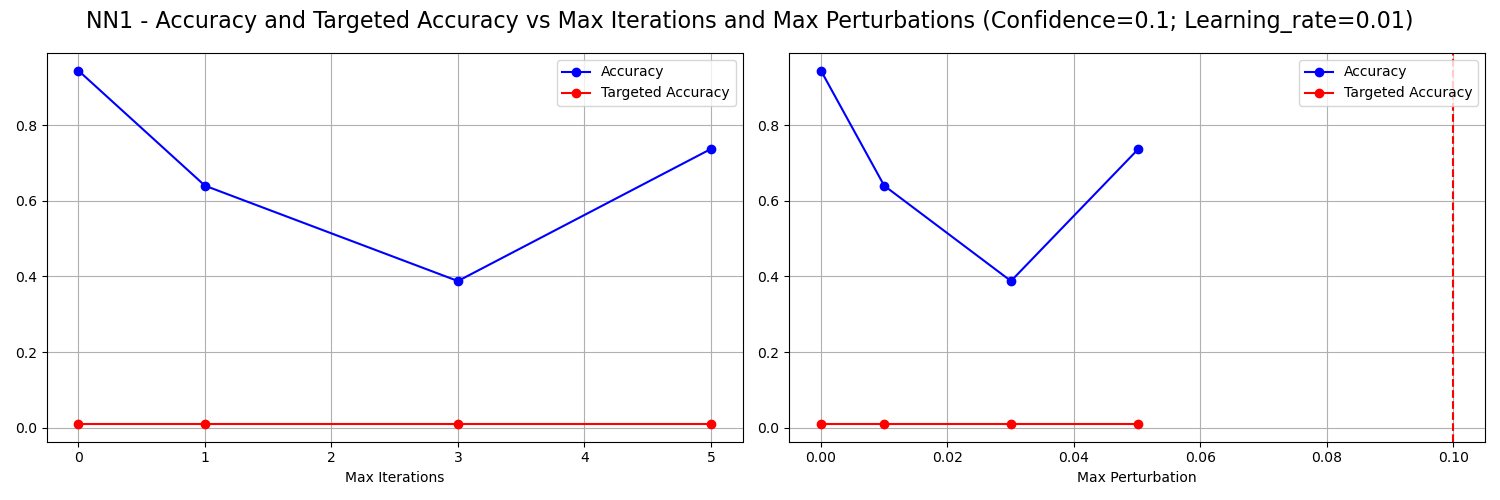 NN1 - Accuracy and Targeted Accuracy vs Max Iterations and Max Perturbations (Confidence=0.1; Learning_rate=0.01)
Accuracy
Targeted Accuracy
0.8
0.6
0.4
0.2
0.0
0 1 2 3 4 5
Max Iterations
Accuracy
Targeted Accuracy
0.8
0.6
0.4
0.2
0.0
0.00 0.02 0.04 0.06 0.08 0.10
Max Perturbation